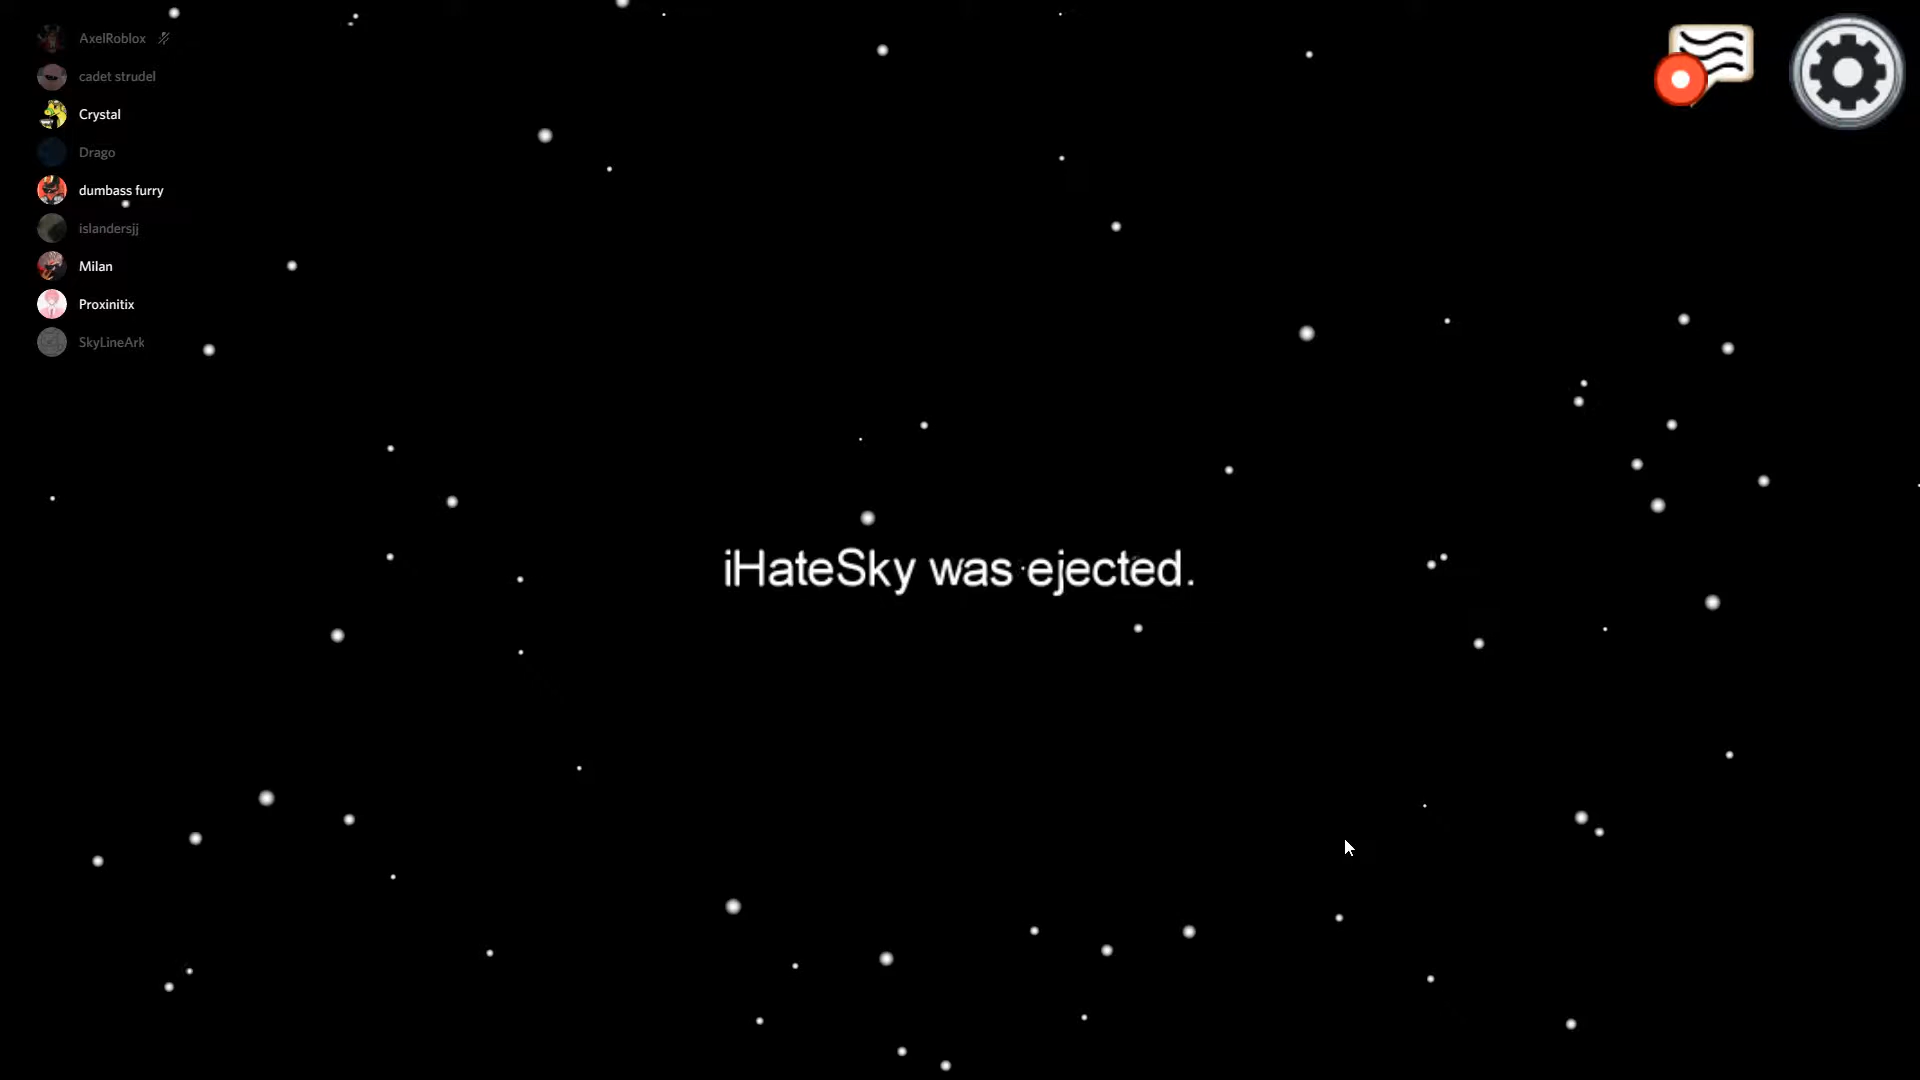 AxelRoblox
cadet strudel
Crystal
Drago
dumbass furry
islandersjj
Milan
Proxinitix
SkyLineArk
iHateSky was ejected.